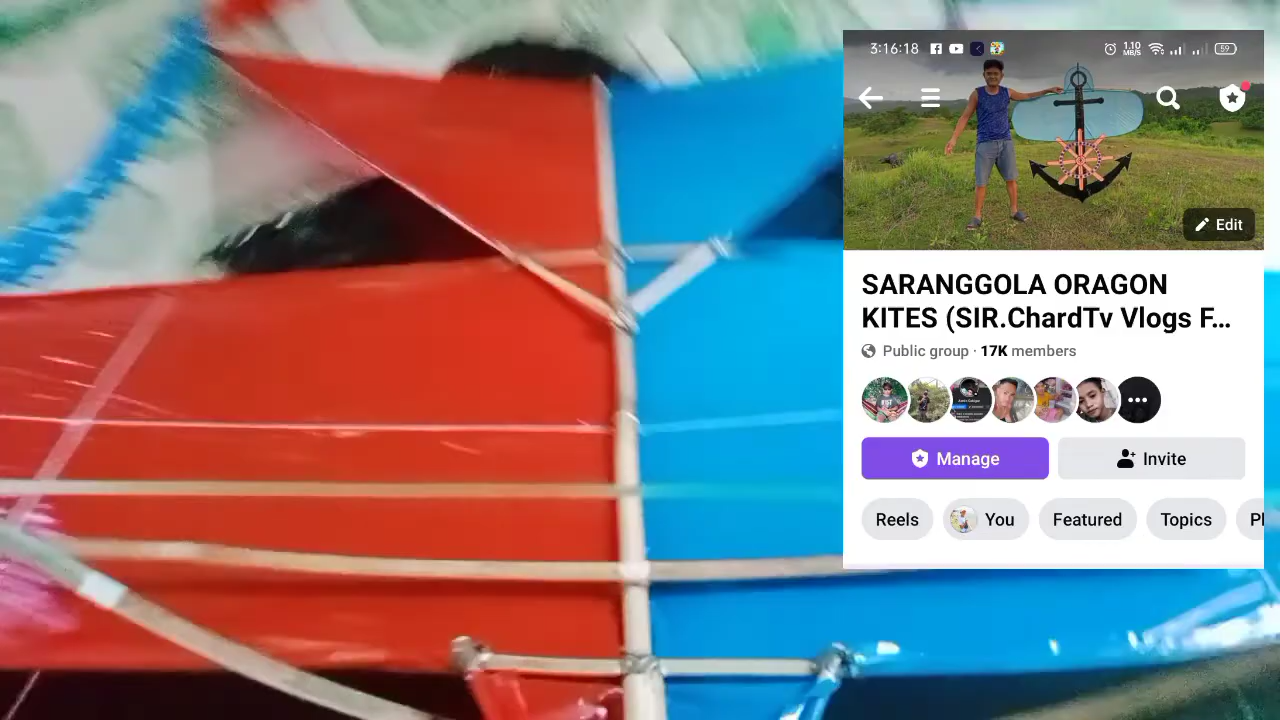 3:16:18
1.10
MB/S
59
Edit
SARANGGOLA ORAGON
KITES (SIR.ChardTv Vlogs F...
Public group · 17K members
Manage
Invite
Reels
You
Featured
Topics